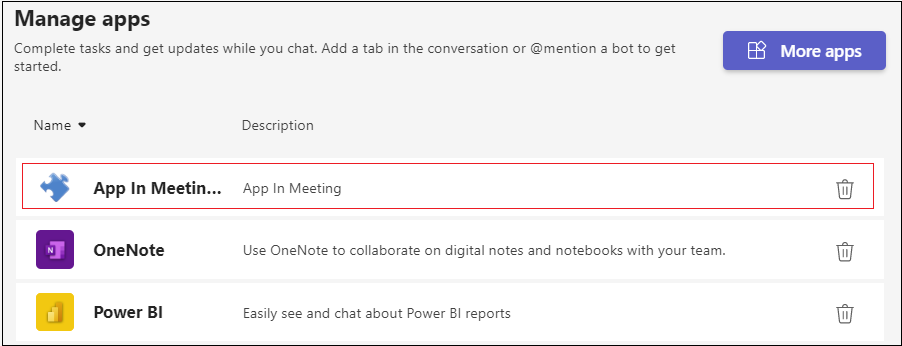 Manage apps
Complete tasks and get updates while you chat. Add a tab in the conversation or @mention a bot to get
started.
More apps
Name Description
App In Meetin... App In Meeting
N
OneNote Use OneNote to collaborate on digital notes and notebooks with your team.
Power BI Easily see and chat about Power BI reports